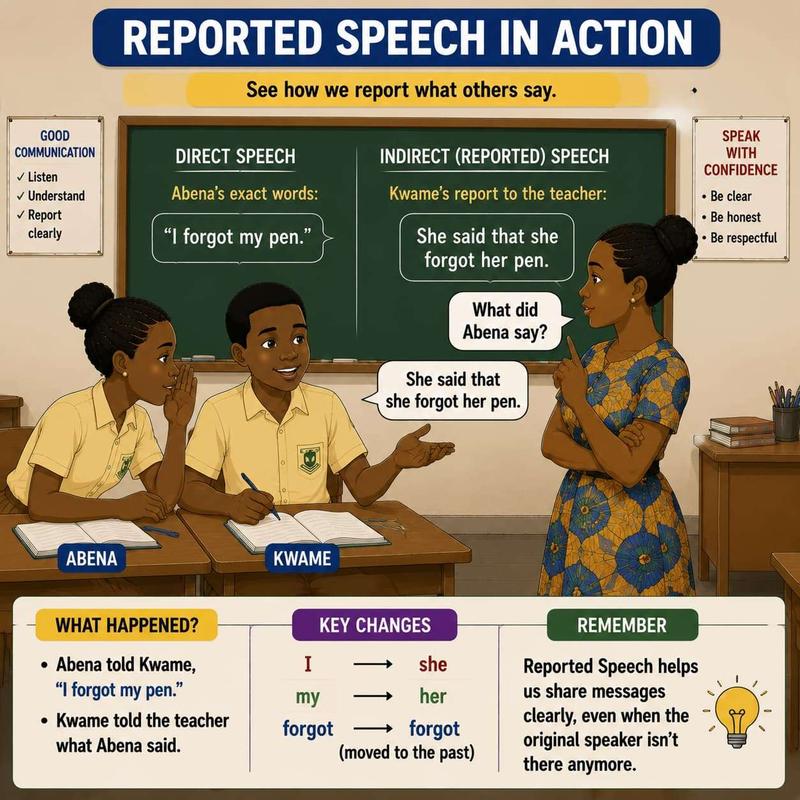 REPORTED SPEECH IN ACTION
See how we report what others say.
GOOD
COMMUNICATION
✓ Listen
✓ Understand
✓ Report
clearly
DIRECT SPEECH
Abena's exact words:
“I forgot my pen.”
INDIRECT (REPORTED) SPEECH
Kwame's report to the teacher:
She said that she
forgot her pen.
SPEAK
WITH
CONFIDENCE
• Be clear
• Be honest
• Be respectful
What did
Abena say?
She said that
she forgot her pen.
ABENA
KWAME
WHAT HAPPENED?
• Abena told Kwame,
“I forgot my pen.”
• Kwame told the teacher
what Abena said.
KEY CHANGES
I → she
my → her
forgot → forgot
(moved to the past)
REMEMBER
Reported Speech helps
us share messages
clearly, even when the
original speaker isn't
there anymore.